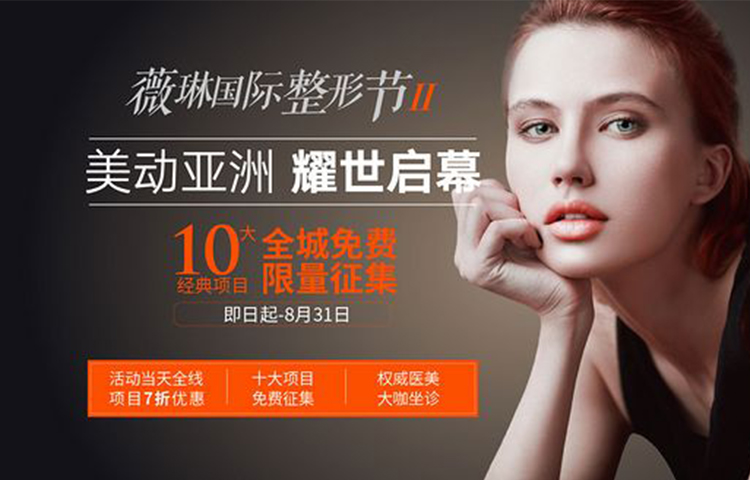 薇琳国际整形节II
美动亚洲 耀世启幕
10大
经典项目
全城免费
限量征集
即日起-8月31日
活动当天全线
项目7折优惠
十大项目
免费征集
权威医美
大咖坐诊